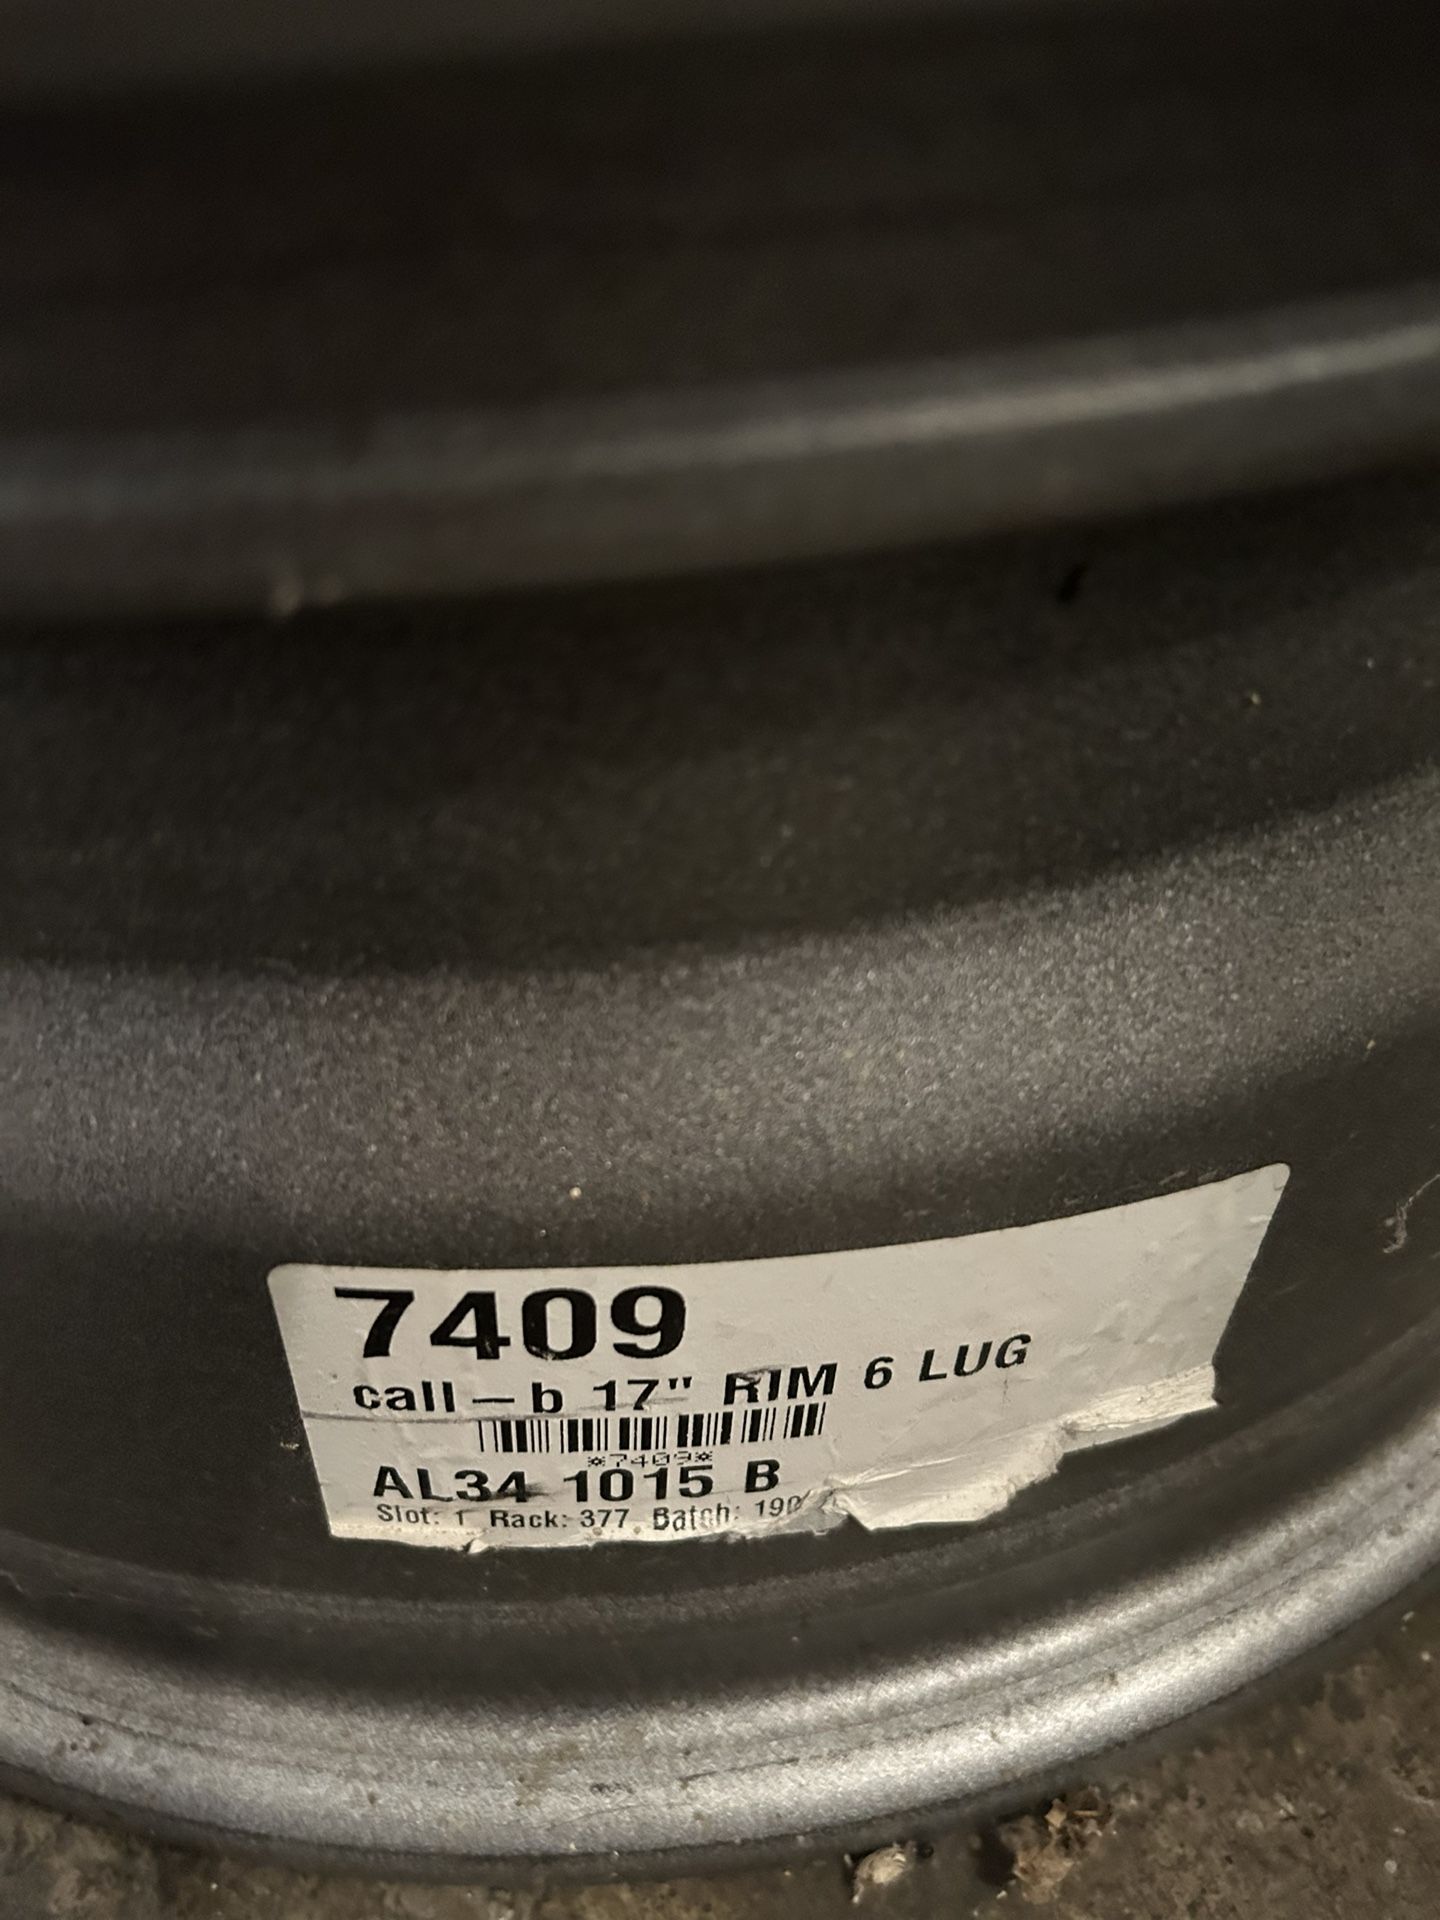 7409
call-b 17" RIM 6 LUG
*7409*
AL34 1015 B
Slot: 1 Rack: 377 Batch: